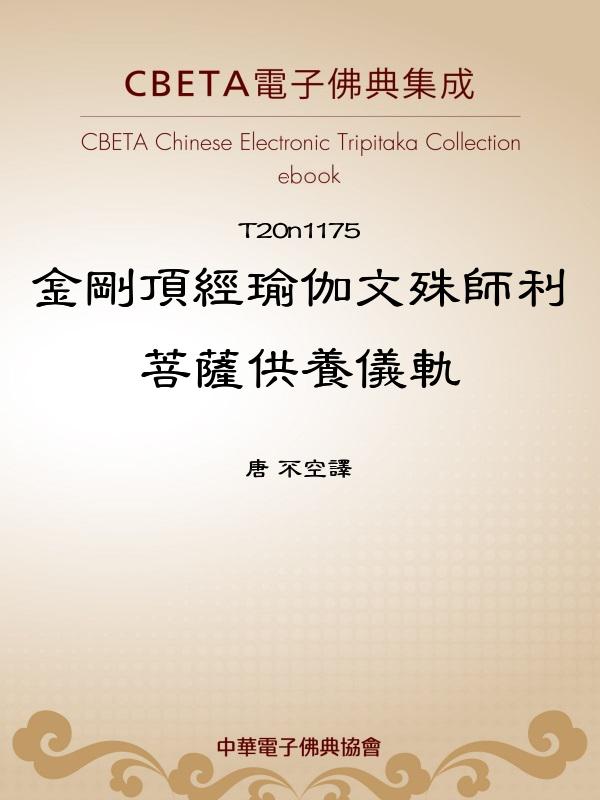 CBETA電子佛典集成
CBETA Chinese Electronic Tripitaka Collection
ebook
T20n1175
金剛頂經瑜伽文殊師利
菩薩供養儀軌
唐 不空譯
中華電子佛典協會